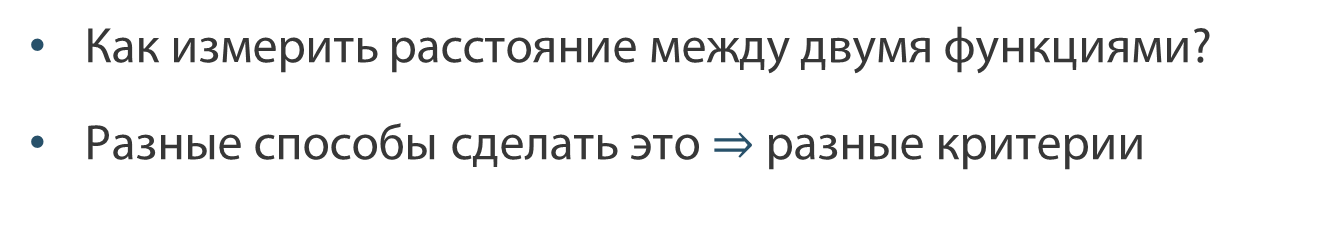 • Как измерить расстояние между двумя функциями?
• Разные способы сделать это ⇒ разные критерии